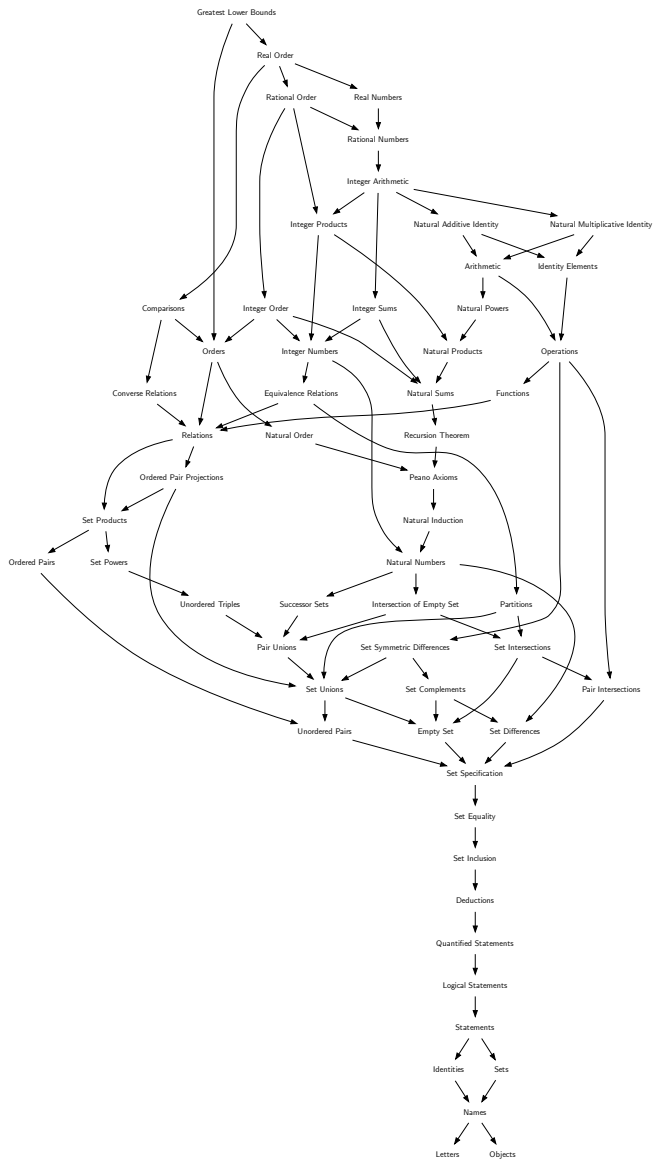 Greatest Lower Bounds
Real Order
Rational Order
Real Numbers
Rational Numbers
Integer Arithmetic
Integer Products
Natural Additive Identity
Natural Multiplicative Identity
Arithmetic
Identity Elements
Comparisons
Integer Order
Integer Sums
Natural Powers
Orders
Integer Numbers
Natural Products
Operations
Converse Relations
Equivalence Relations
Natural Sums
Functions
Relations
Natural Order
Recursion Theorem
Ordered Pair Projections
Peano Axioms
Set Products
Natural Induction
Ordered Pairs
Set Powers
Natural Numbers
Unordered Triples
Successor Sets
Intersection of Empty Set
Partitions
Pair Unions
Set Symmetric Differences
Set Intersections
Set Unions
Set Complements
Pair Intersections
Unordered Pairs
Empty Set
Set Differences
Set Specification
Set Equality
Set Inclusion
Deductions
Quantified Statements
Logical Statements
Statements
Identities
Sets
Names
Letters
Objects